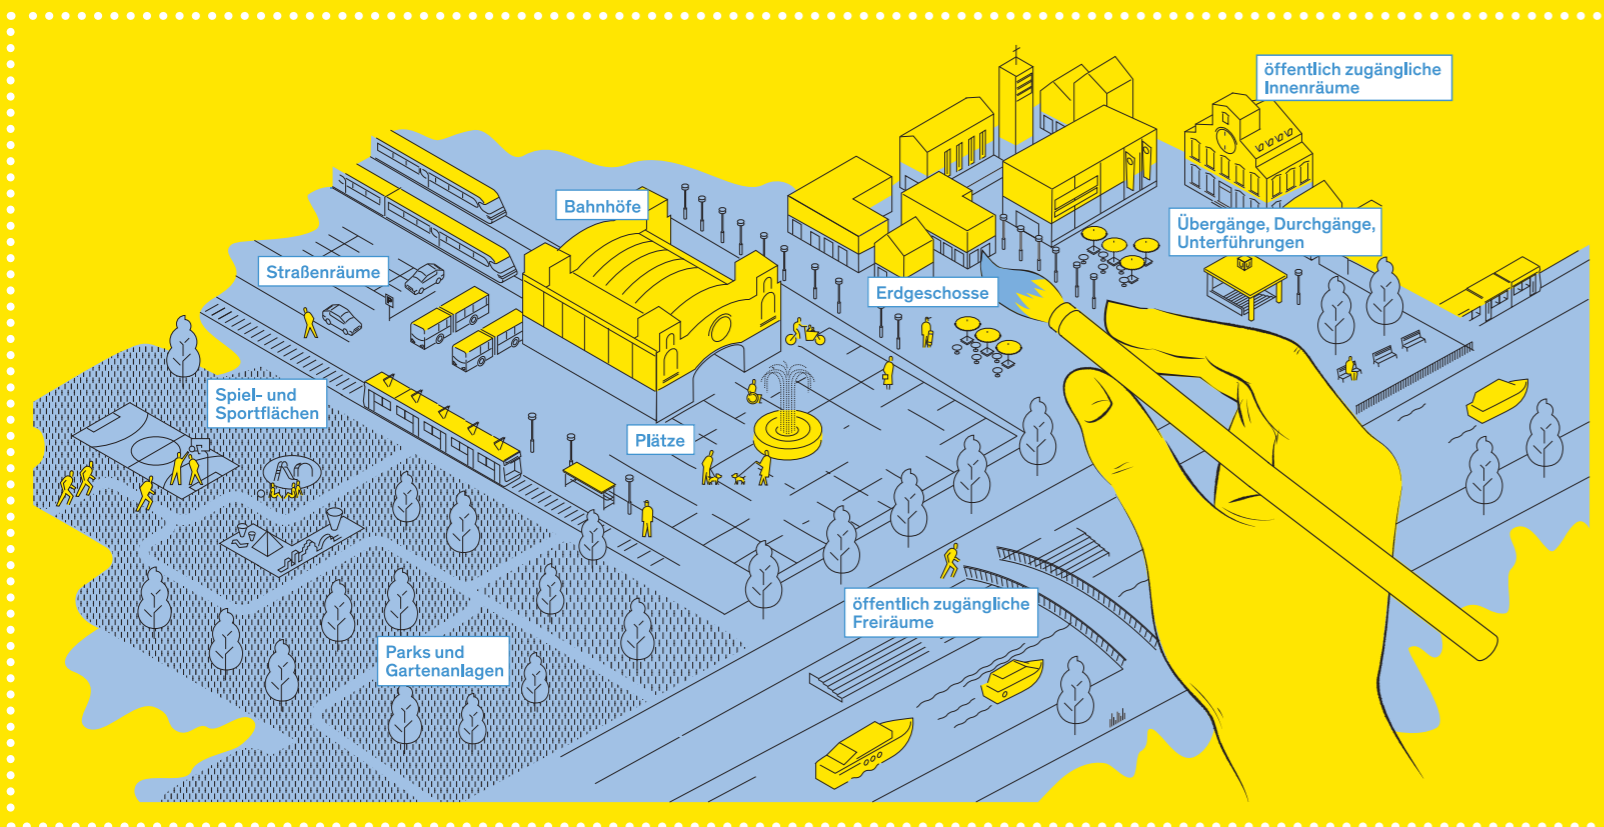 öffentlich zugängliche
Innenräume
Bahnhöfe
Übergänge, Durchgänge,
Unterführungen
Straßenräume
Erdgeschosse
Spiel- und
Sportflächen
Plätze
öffentlich zugängliche
Freiräume
Parks und
Gartenanlagen